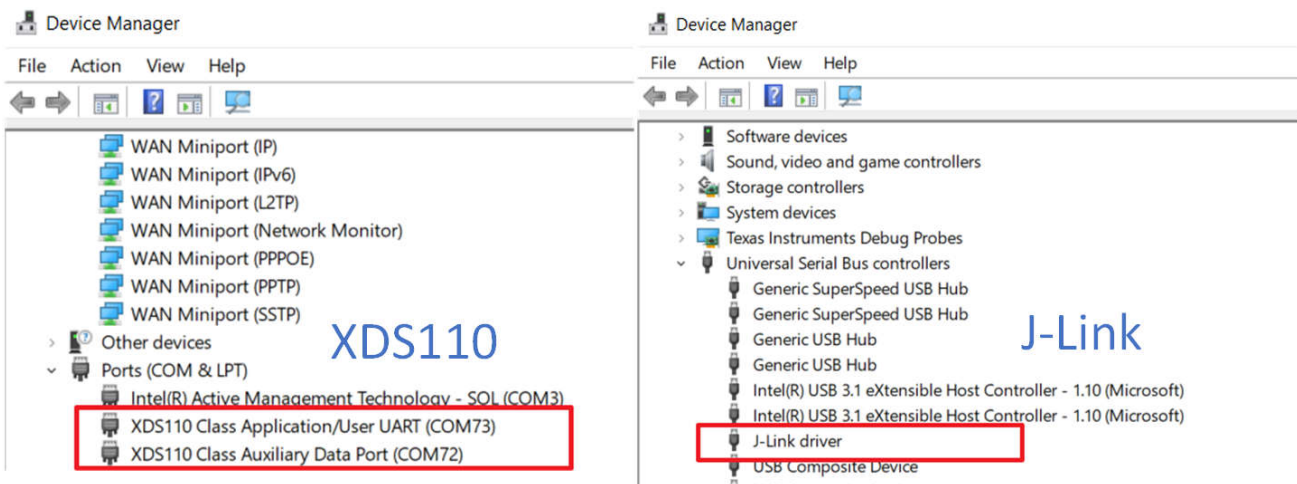 Device Manager
File Action View Help
WAN Miniport (IP)
WAN Miniport (IPv6)
WAN Miniport (L2TP)
WAN Miniport (Network Monitor)
WAN Miniport (PPPOE)
WAN Miniport (PPTP)
WAN Miniport (SSTP)
Other devices
XDS110
Ports (COM & LPT)
Intel(R) Active Management Technology - SOL (COM3)
XDS110 Class Application/User UART (COM73)
XDS110 Class Auxiliary Data Port (COM72)
Device Manager
File Action View Help
Software devices
Sound, video and game controllers
Storage controllers
System devices
Texas Instruments Debug Probes
Universal Serial Bus controllers
Generic SuperSpeed USB Hub
Generic SuperSpeed USB Hub
Generic USB Hub
J-Link
Generic USB Hub
Intel(R) USB 3.1 eXtensible Host Controller - 1.10 (Microsoft)
Intel(R) USB 3.1 eXtensible Host Controller - 1.10 (Microsoft)
J-Link driver
USB Composite Device